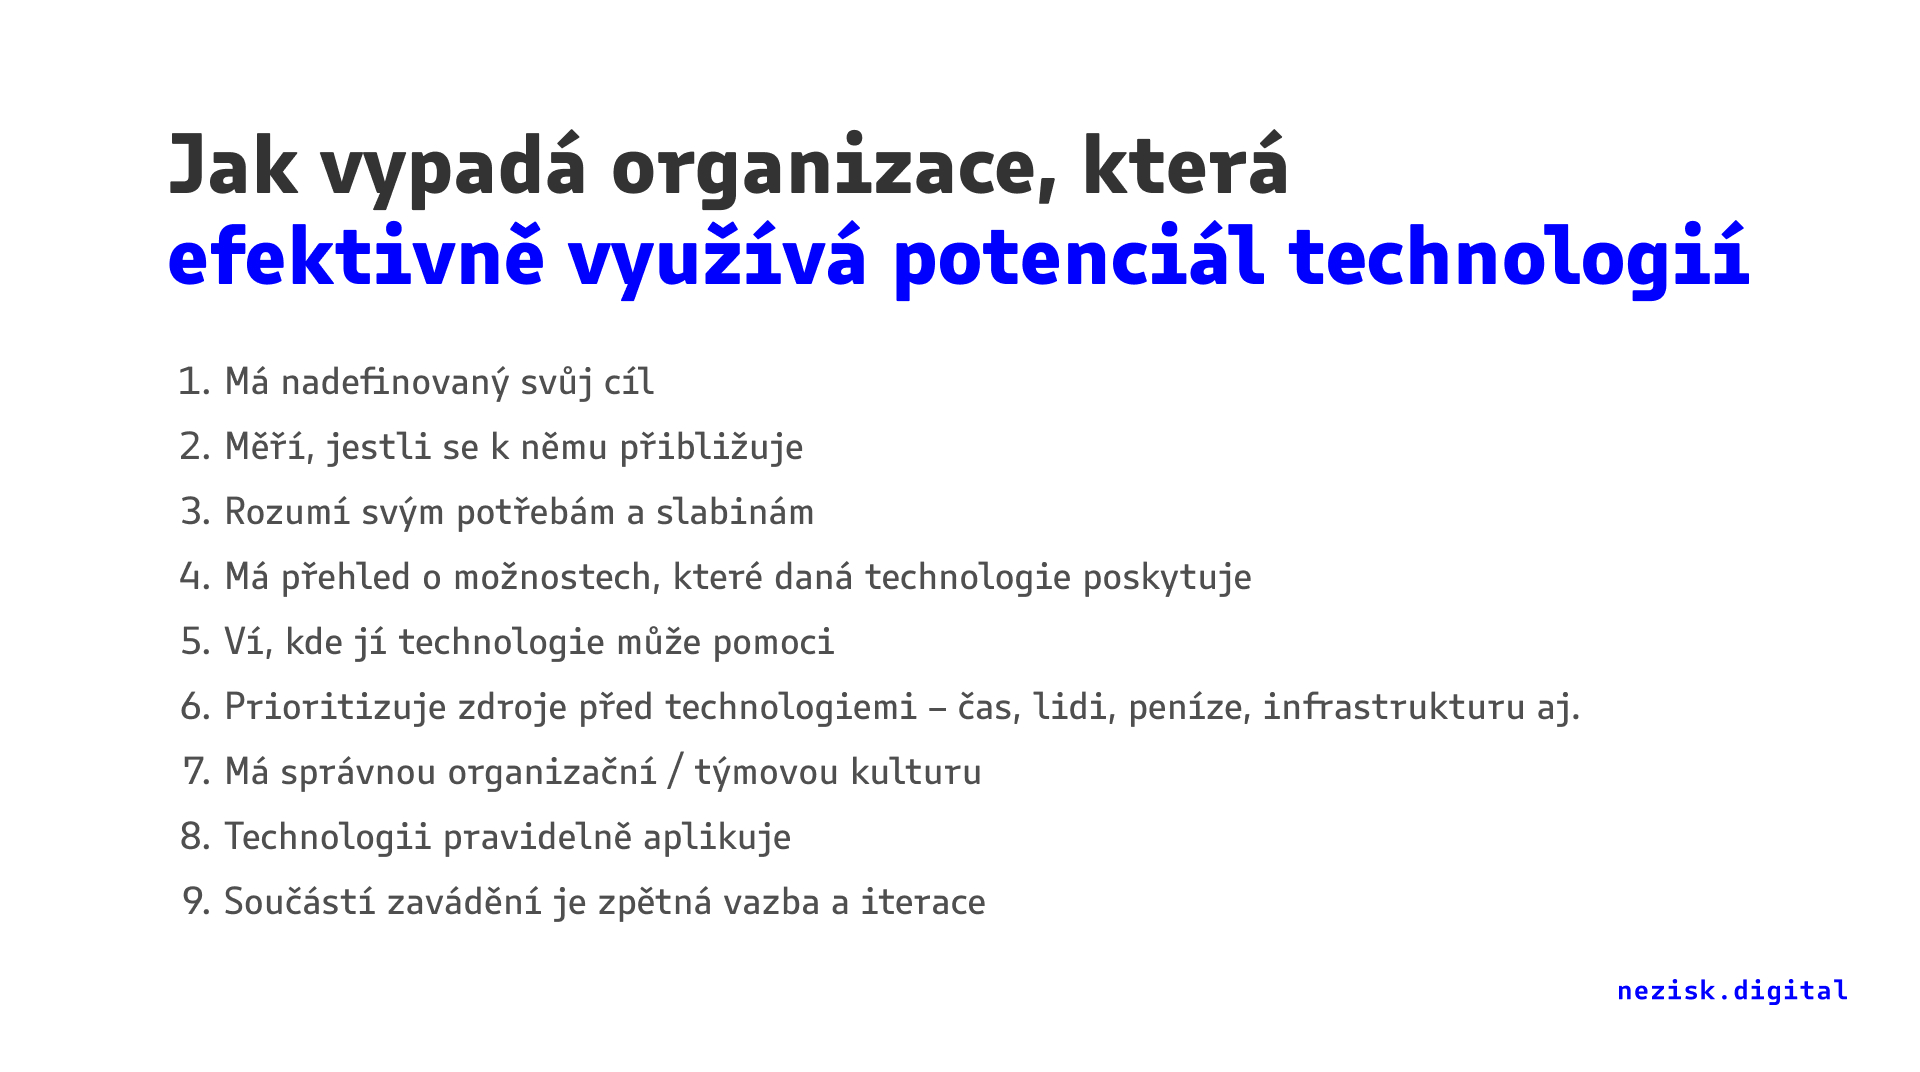 Jak vypadá organizace, která
efektivně využívá potenciál technologií
1. Má nadefinovaný svůj cíl
2. Měří, jestli se k němu přibližuje
3. Rozumí svým potřebám a slabinám
4. Má přehled o možnostech, které daná technologie poskytuje
5. Ví, kde jí technologie může pomoci
6. Prioritizuje zdroje před technologiemi – čas, lidi, peníze, infrastrukturu aj.
7. Má správnou organizační / týmovou kulturu
8. Technologii pravidelně aplikuje
9. Součástí zavádění je zpětná vazba a iterace
nezisk.digital